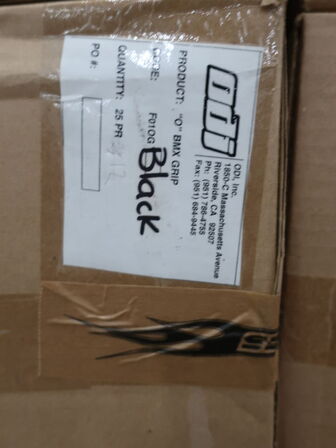 ODI
ODI, Inc.
1850-C Massachusetts Avenue
Riverside, CA 92507
Ph: (951) 786-4755
Fax: (951) 684-9445
PRODUCT: "O" BMX GRIP
CODE: F01OG
Black
QUANTITY: 25 PR
PO #: